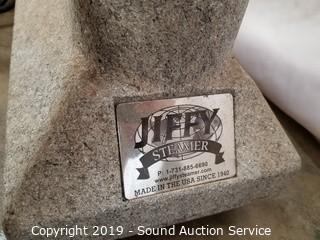 JIFFY
STEAMER
P: 1-731-885-6690
www.jiffysteamer.com
MADE IN THE USA SINCE 1940
Copyright 2019 - Sound Auction Service